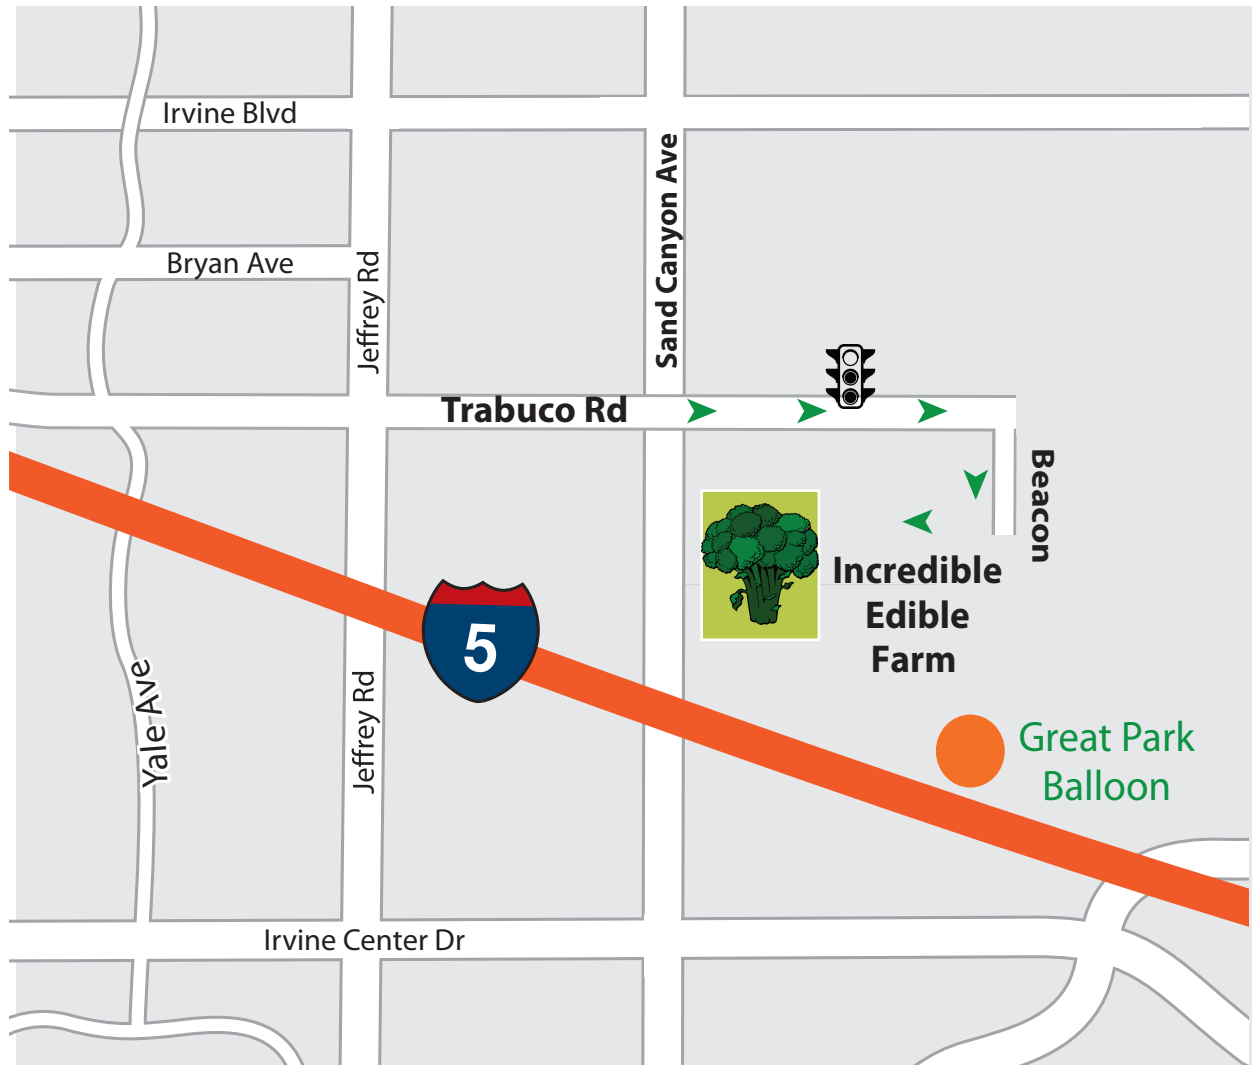 Irvine Blvd
Sand Canyon Ave
Bryan Ave
Jeffrey Rd
Trabuco Rd
Beacon
Incredible
Edible
Farm
5
Yale Ave
Jeffrey Rd
Great Park
Balloon
Irvine Center Dr